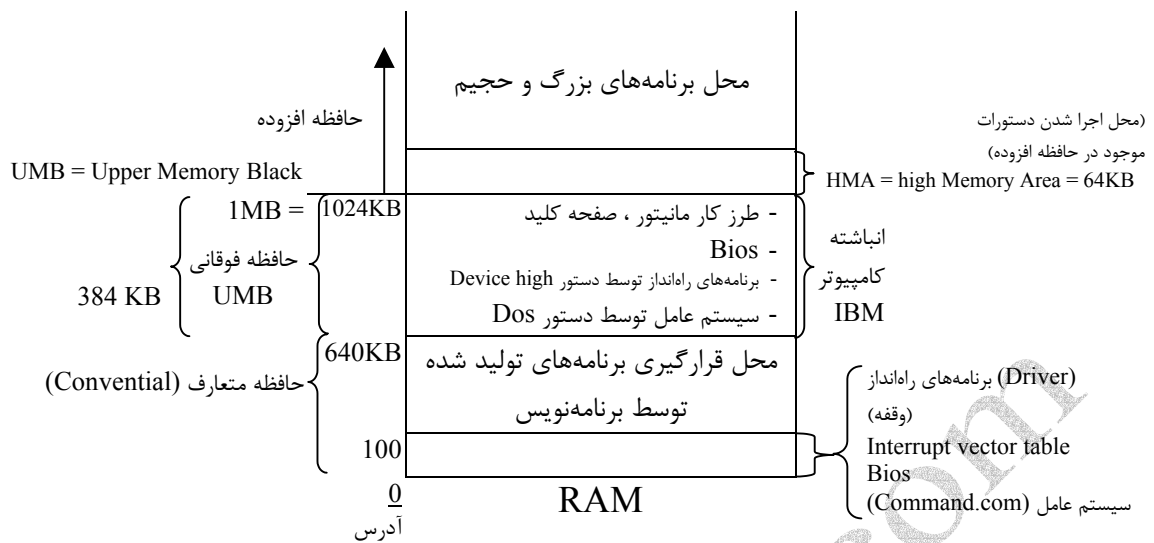 محل برنامه‌های بزرگ و حجیم
حافظه افزوده
(محل اجرا شدن دستورات
موجود در حافظه افزوده)
HMA = high Memory Area = 64KB
UMB = Upper Memory Black
1MB = 1024KB
384 KB
حافظه فوقانی
UMB
- طرز کار مانیتور ، صفحه کلید
- Bios
- برنامه‌های راه‌انداز توسط دستور Device high
- سیستم عامل توسط دستور Dos
انباشته
کامپیوتر
IBM
640KB
حافظه متعارف (Convential)
محل قرارگیری برنامه‌های تولید شده
توسط برنامه‌نویس
100
0
آدرس
RAM
(Driver) برنامه‌های راه‌انداز
(وقفه)
Interrupt vector table
Bios
سیستم عامل (Command.com)
com